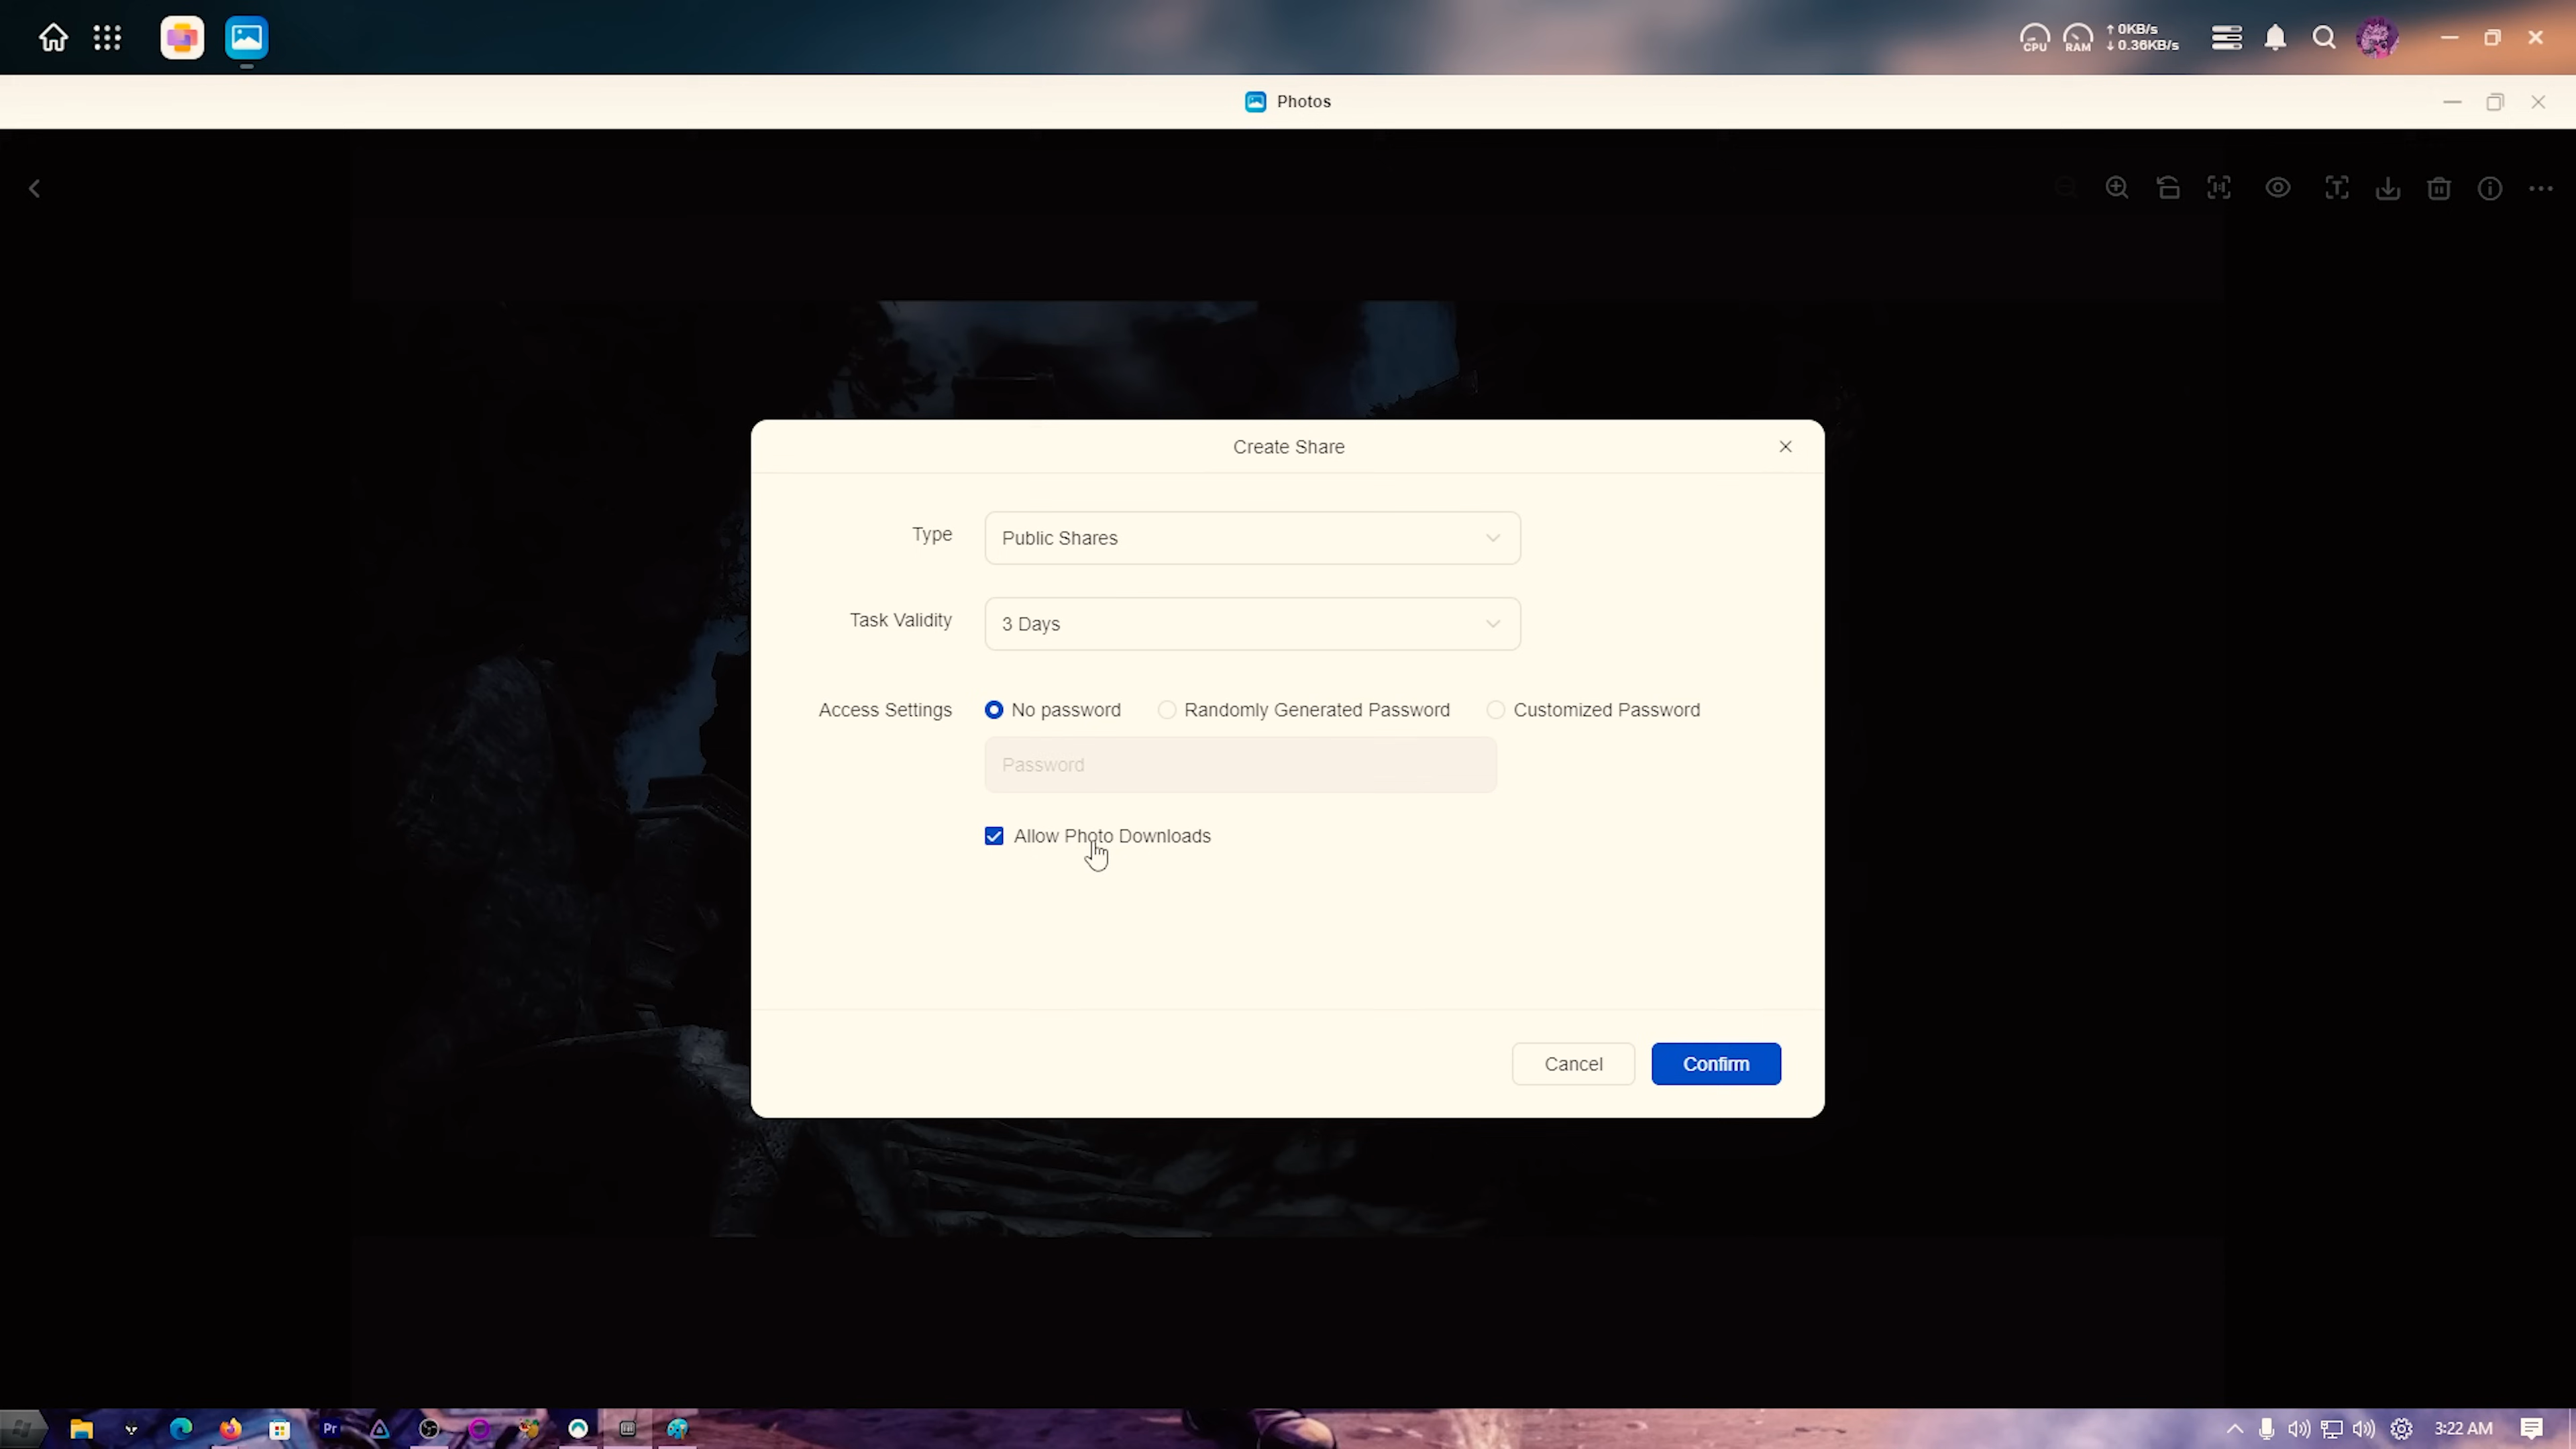 CPU
RAM
↑ 0KB/s
↓ 0.36KB/s
Photos
Create Share
Type
Public Shares
Task Validity
3 Days
Access Settings
No password
Randomly Generated Password
Customized Password
Password
Allow Photo Downloads
Cancel
Confirm
Pr
3:22 AM